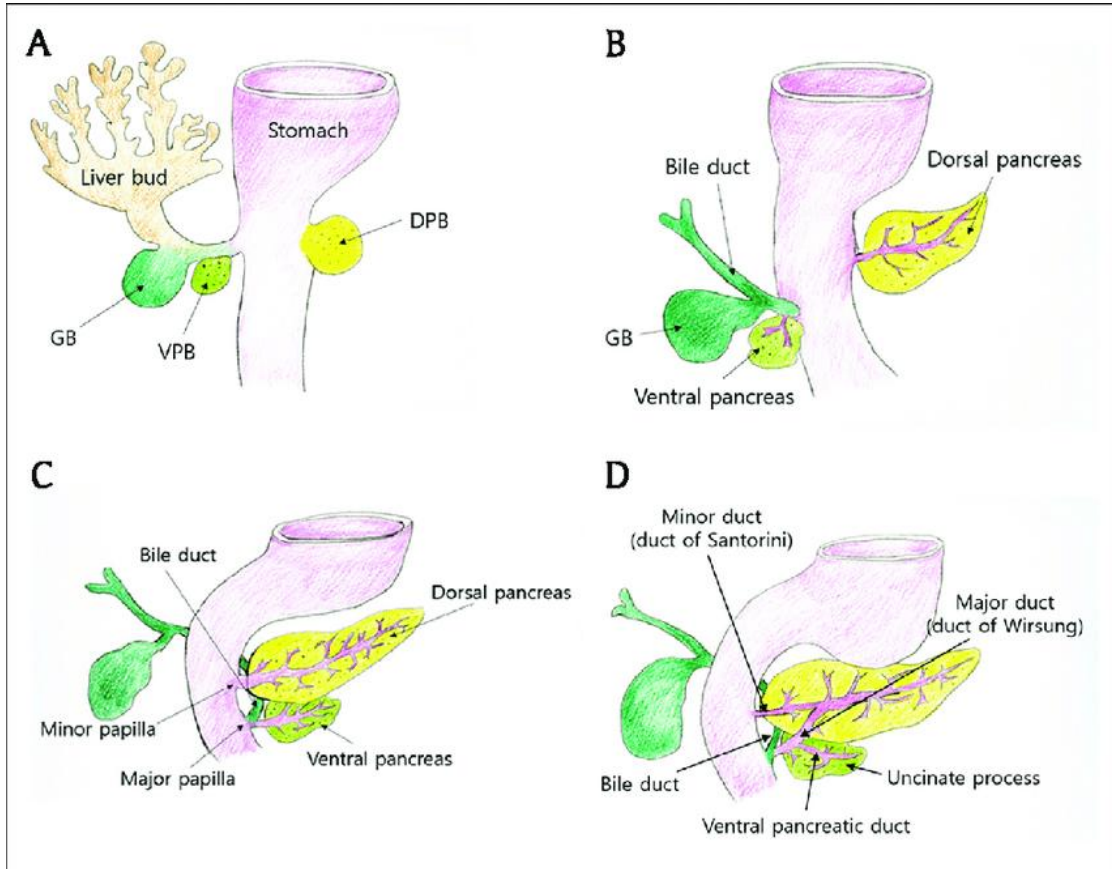 A
Stomach
Liver bud
DPB
GB
VPB
B
Bile duct
Dorsal pancreas
GB
Ventral pancreas
C
Bile duct
Dorsal pancreas
Minor papilla
Ventral pancreas
Major papilla
D
Minor duct
(duct of Santorini)
Major duct
(duct of Wirsung)
Bile duct
Uncinate process
Ventral pancreatic duct